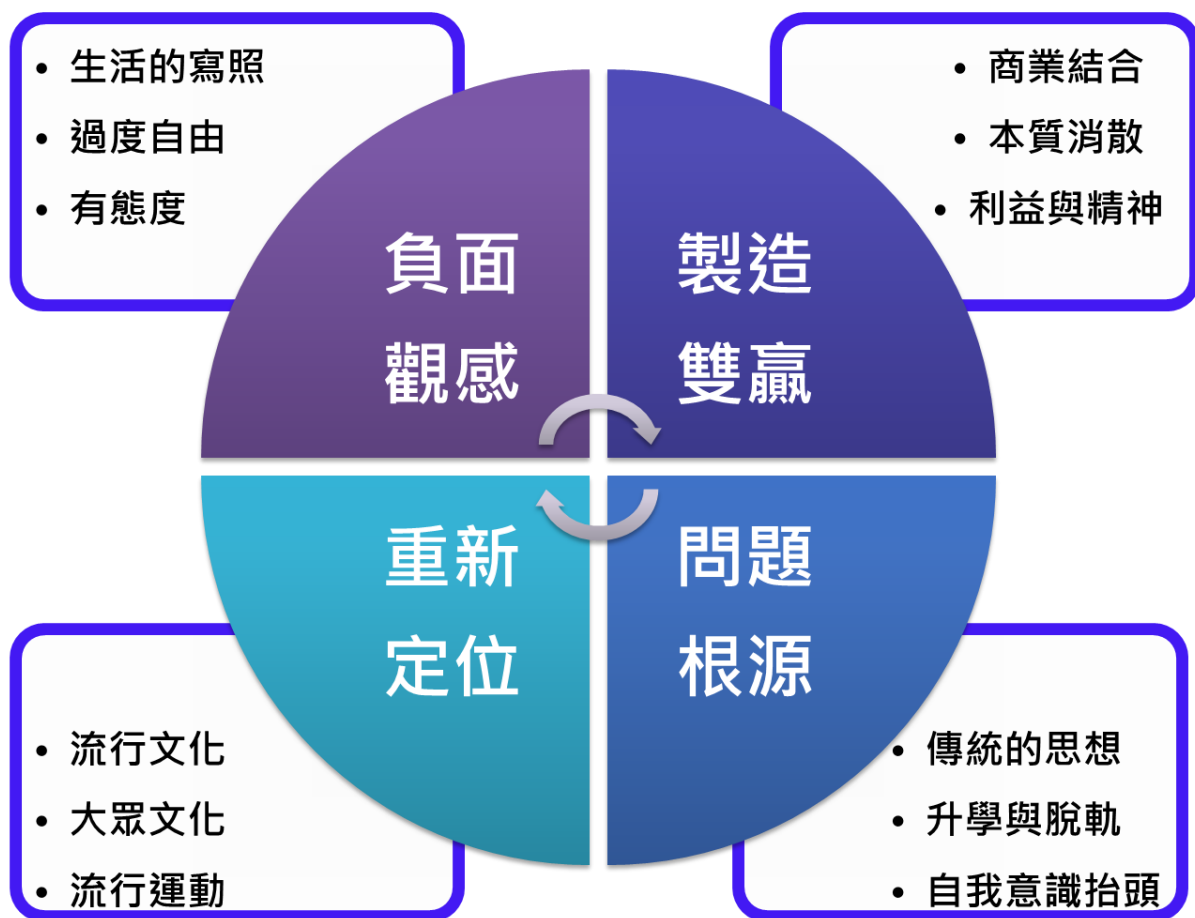 • 生活的寫照
• 過度自由
• 有態度
• 商業結合
• 本質消散
• 利益與精神
負面
觀感
製造
雙贏
重新
定位
問題
根源
• 流行文化
• 大眾文化
• 流行運動
• 傳統的思想
• 升學與脫軌
• 自我意識抬頭